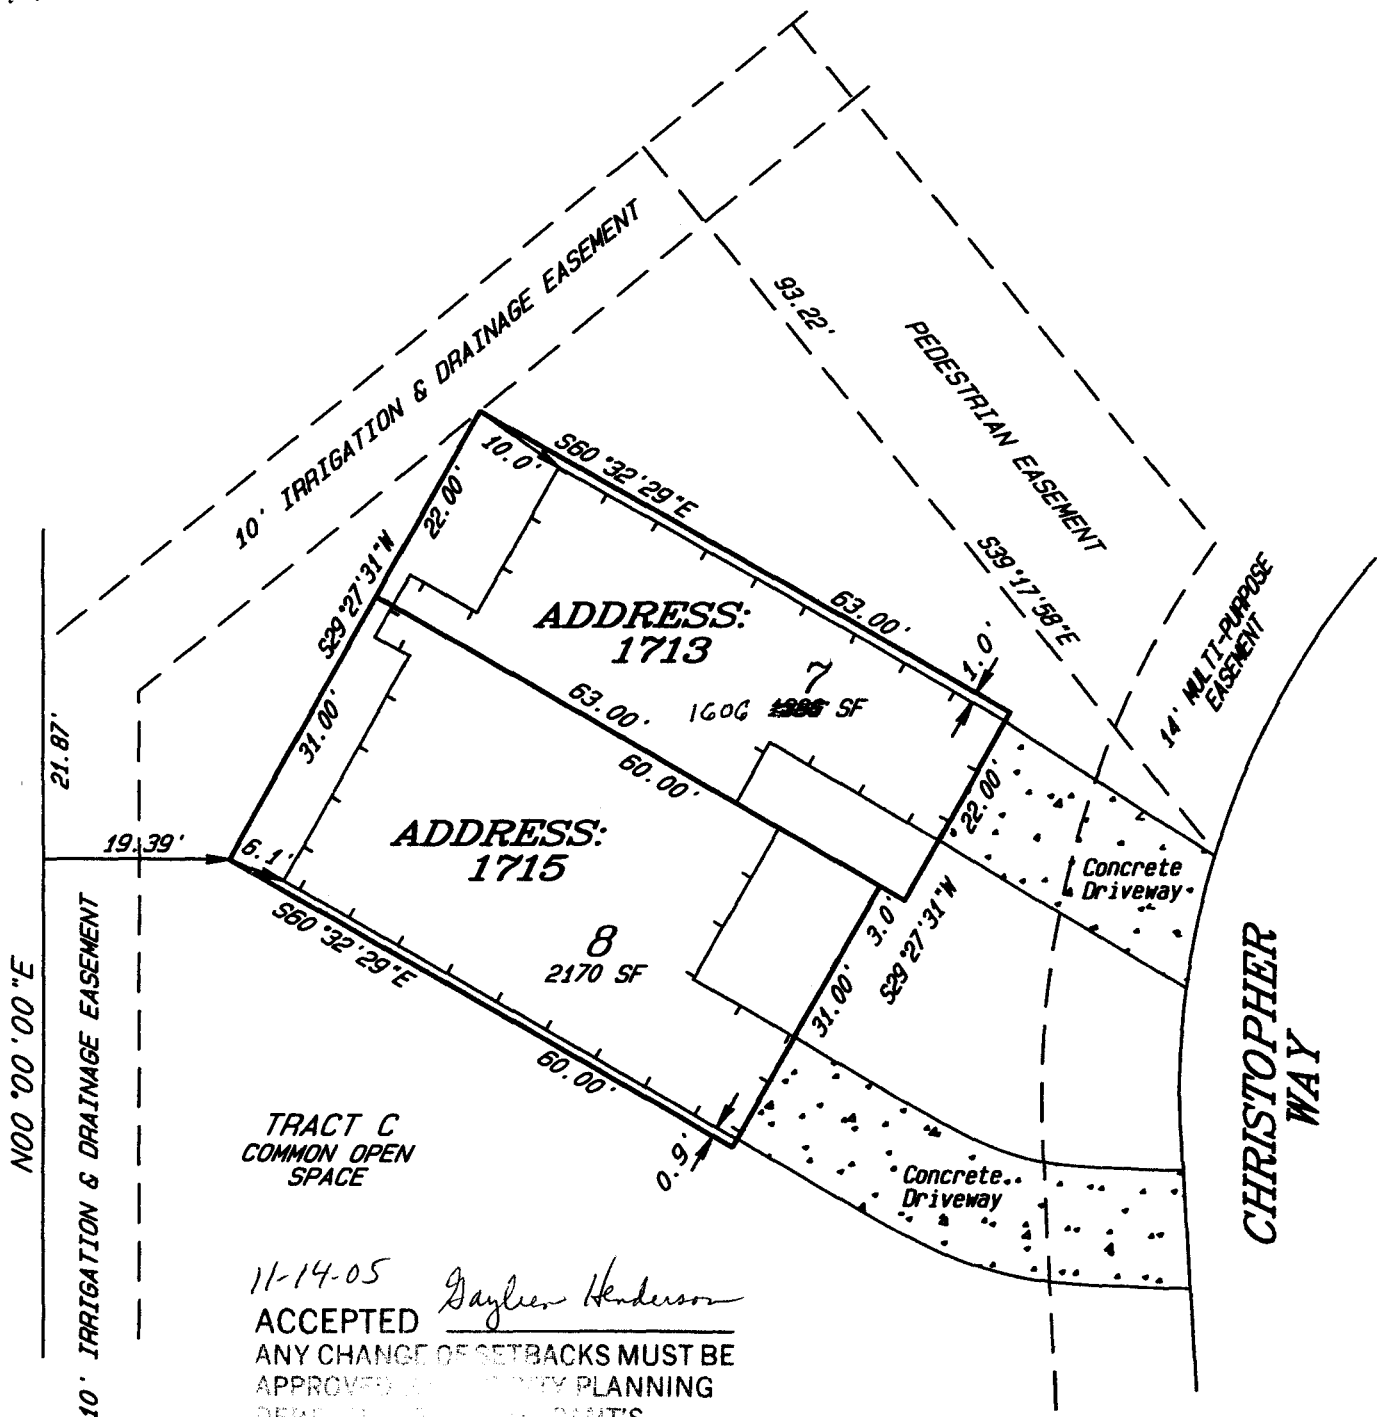 10' IRRIGATION & DRAINAGE EASEMENT
93.22'
PEDESTRIAN EASEMENT
S39°17'58"E
14' MULTI-PURPOSE
EASEMENT
10.0'
S60°32'29"E
22.00'
S29°27'31"W
63.00'
1.0'
ADDRESS:
1713
7
1606 SF
63.00'
60.00'
31.00'
22.00'
21.87'
19.39'
6.1'
ADDRESS:
1715
8
2170 SF
3.0'
S29°27'31"W
31.00'
S60°32'29"E
60.00'
0.9'
Concrete
Driveway
Concrete
Driveway
CHRISTOPHER
WAY
N00°00'00"E
10' IRRIGATION & DRAINAGE EASEMENT
TRACT C
COMMON OPEN
SPACE
11-14-05
ACCEPTED Gayleen Henderson
ANY CHANGE OF SETBACKS MUST BE
APPROVED PLANNING